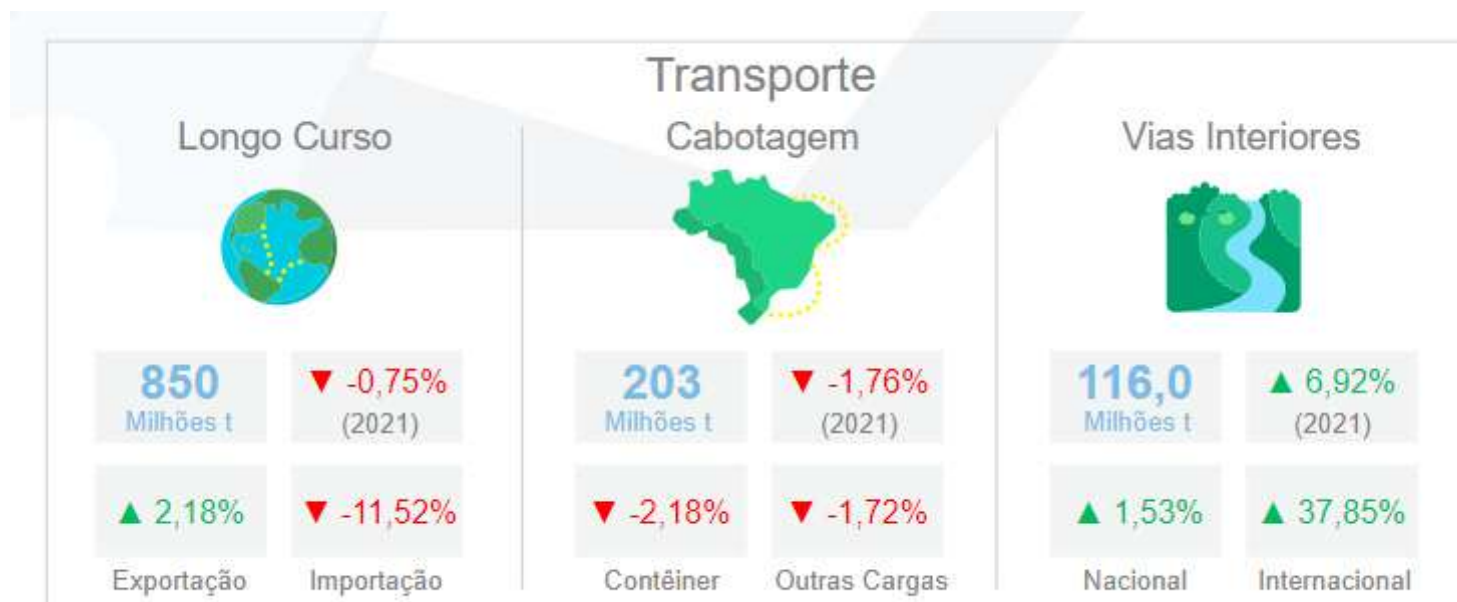 Transporte
Longo Curso
Cabotagem
Vias Interiores
850
Milhões t
▼ -0,75%
(2021)
203
Milhões t
▼ -1,76%
(2021)
116,0
Milhões t
▲ 6,92%
(2021)
▲ 2,18%
▼ -11,52%
▼ -2,18%
▼ -1,72%
▲ 1,53%
▲ 37,85%
Exportação
Importação
Contêiner
Outras Cargas
Nacional
Internacional